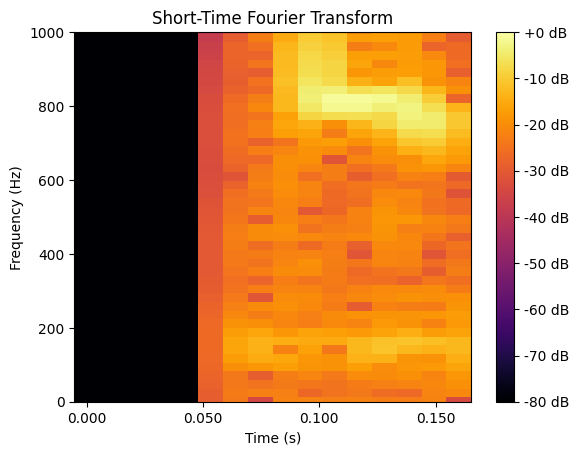 Short-Time Fourier Transform
1000
800
600
400
200
0
Frequency (Hz)
0.000
0.050
0.100
0.150
Time (s)
+0 dB
-10 dB
-20 dB
-30 dB
-40 dB
-50 dB
-60 dB
-70 dB
-80 dB